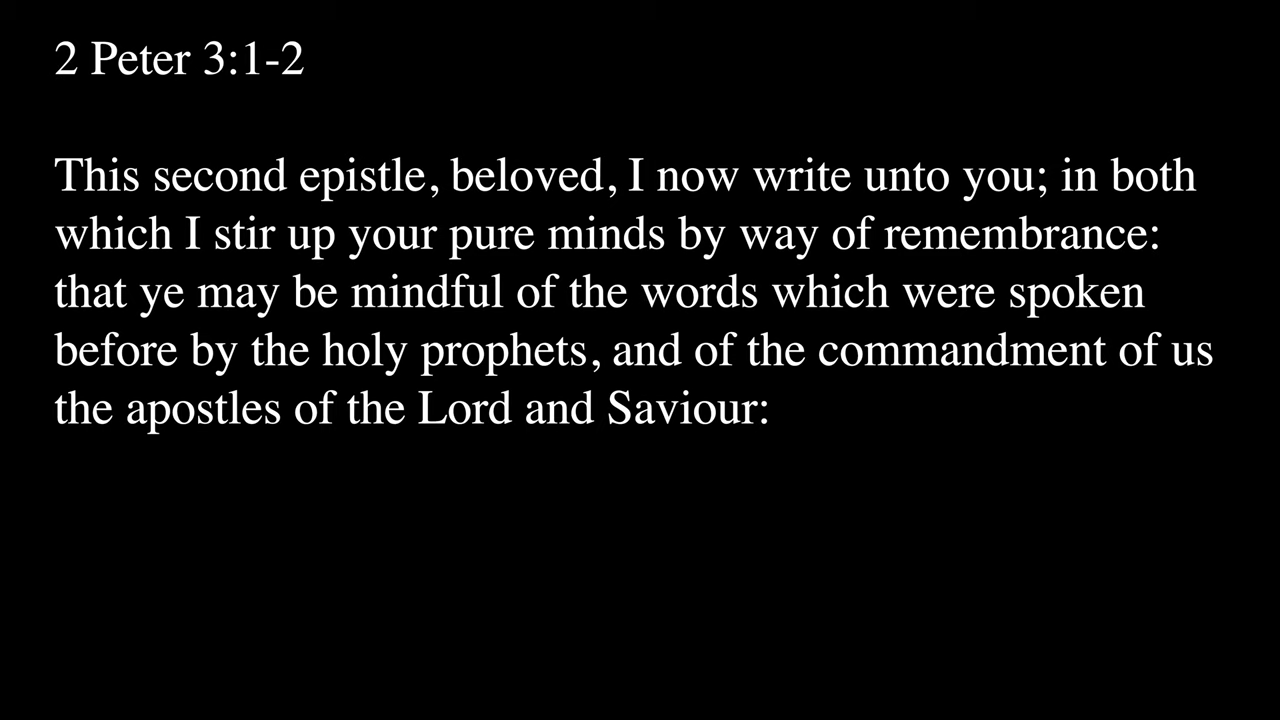 2 Peter 3:1-2
This second epistle, beloved, I now write unto you; in both
which I stir up your pure minds by way of remembrance:
that ye may be mindful of the words which were spoken
before by the holy prophets, and of the commandment of us
the apostles of the Lord and Saviour: